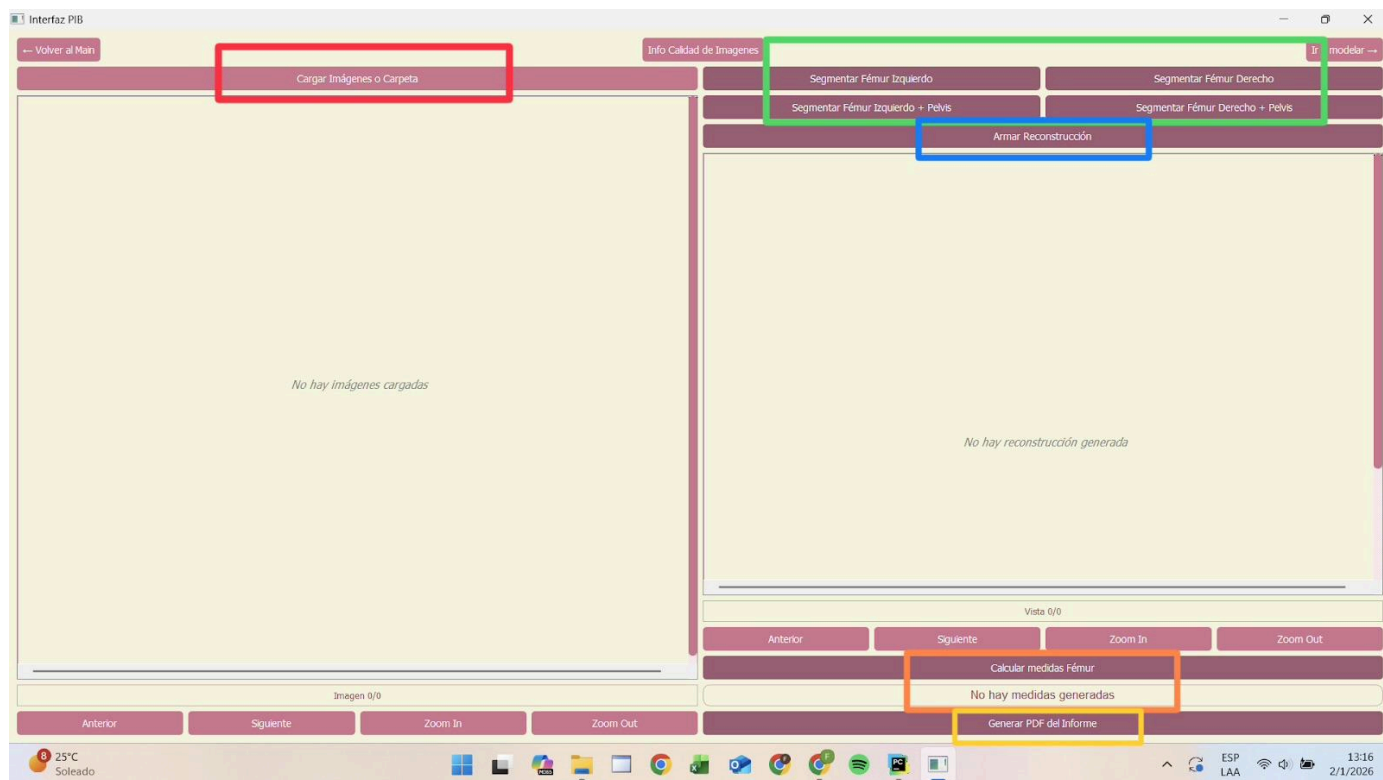 Interfaz PIB
← Volver al Main
Info Calidad de Imagenes
Ir modelar →
Cargar Imágenes o Carpeta
Segmentar Fémur Izquierdo
Segmentar Fémur Derecho
Segmentar Fémur Izquierdo + Pelvis
Segmentar Fémur Derecho + Pelvis
Armar Reconstrucción
No hay imágenes cargadas
No hay reconstrucción generada
Vista 0/0
Anterior
Siguiente
Zoom In
Zoom Out
Calcular medidas Fémur
No hay medidas generadas
Imagen 0/0
Anterior
Siguiente
Zoom In
Zoom Out
Generar PDF del Informe
8
25°C
Soleado
PC
ESP
LAA
13:16
2/1/2026